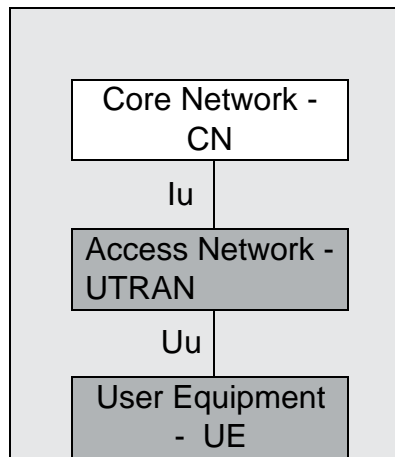 Core Network -
CN
Iu
Access Network -
UTRAN
Uu
User Equipment
- UE